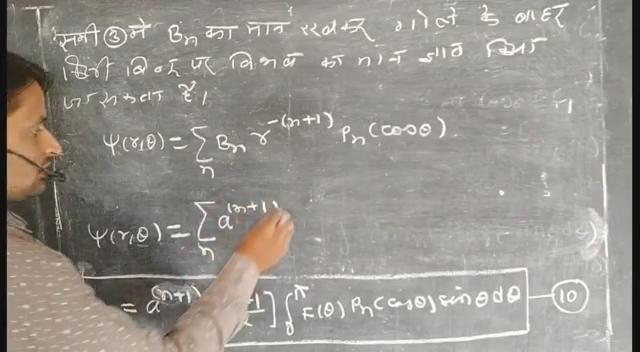 समी ③ में Bn का मान रखकर गोले के बाहर
किसी बिन्दु पर विभव का मान ज्ञात किया
जा सकता है।
ψ(r,θ) = ∑n Bn r^-(n+1) Pn(cosθ)
ψ(r,θ) = ∑n a^(n+1)
= a^(n+1) ] ∫0^π F(θ) Pn(cosθ) sinθ dθ — ⑩